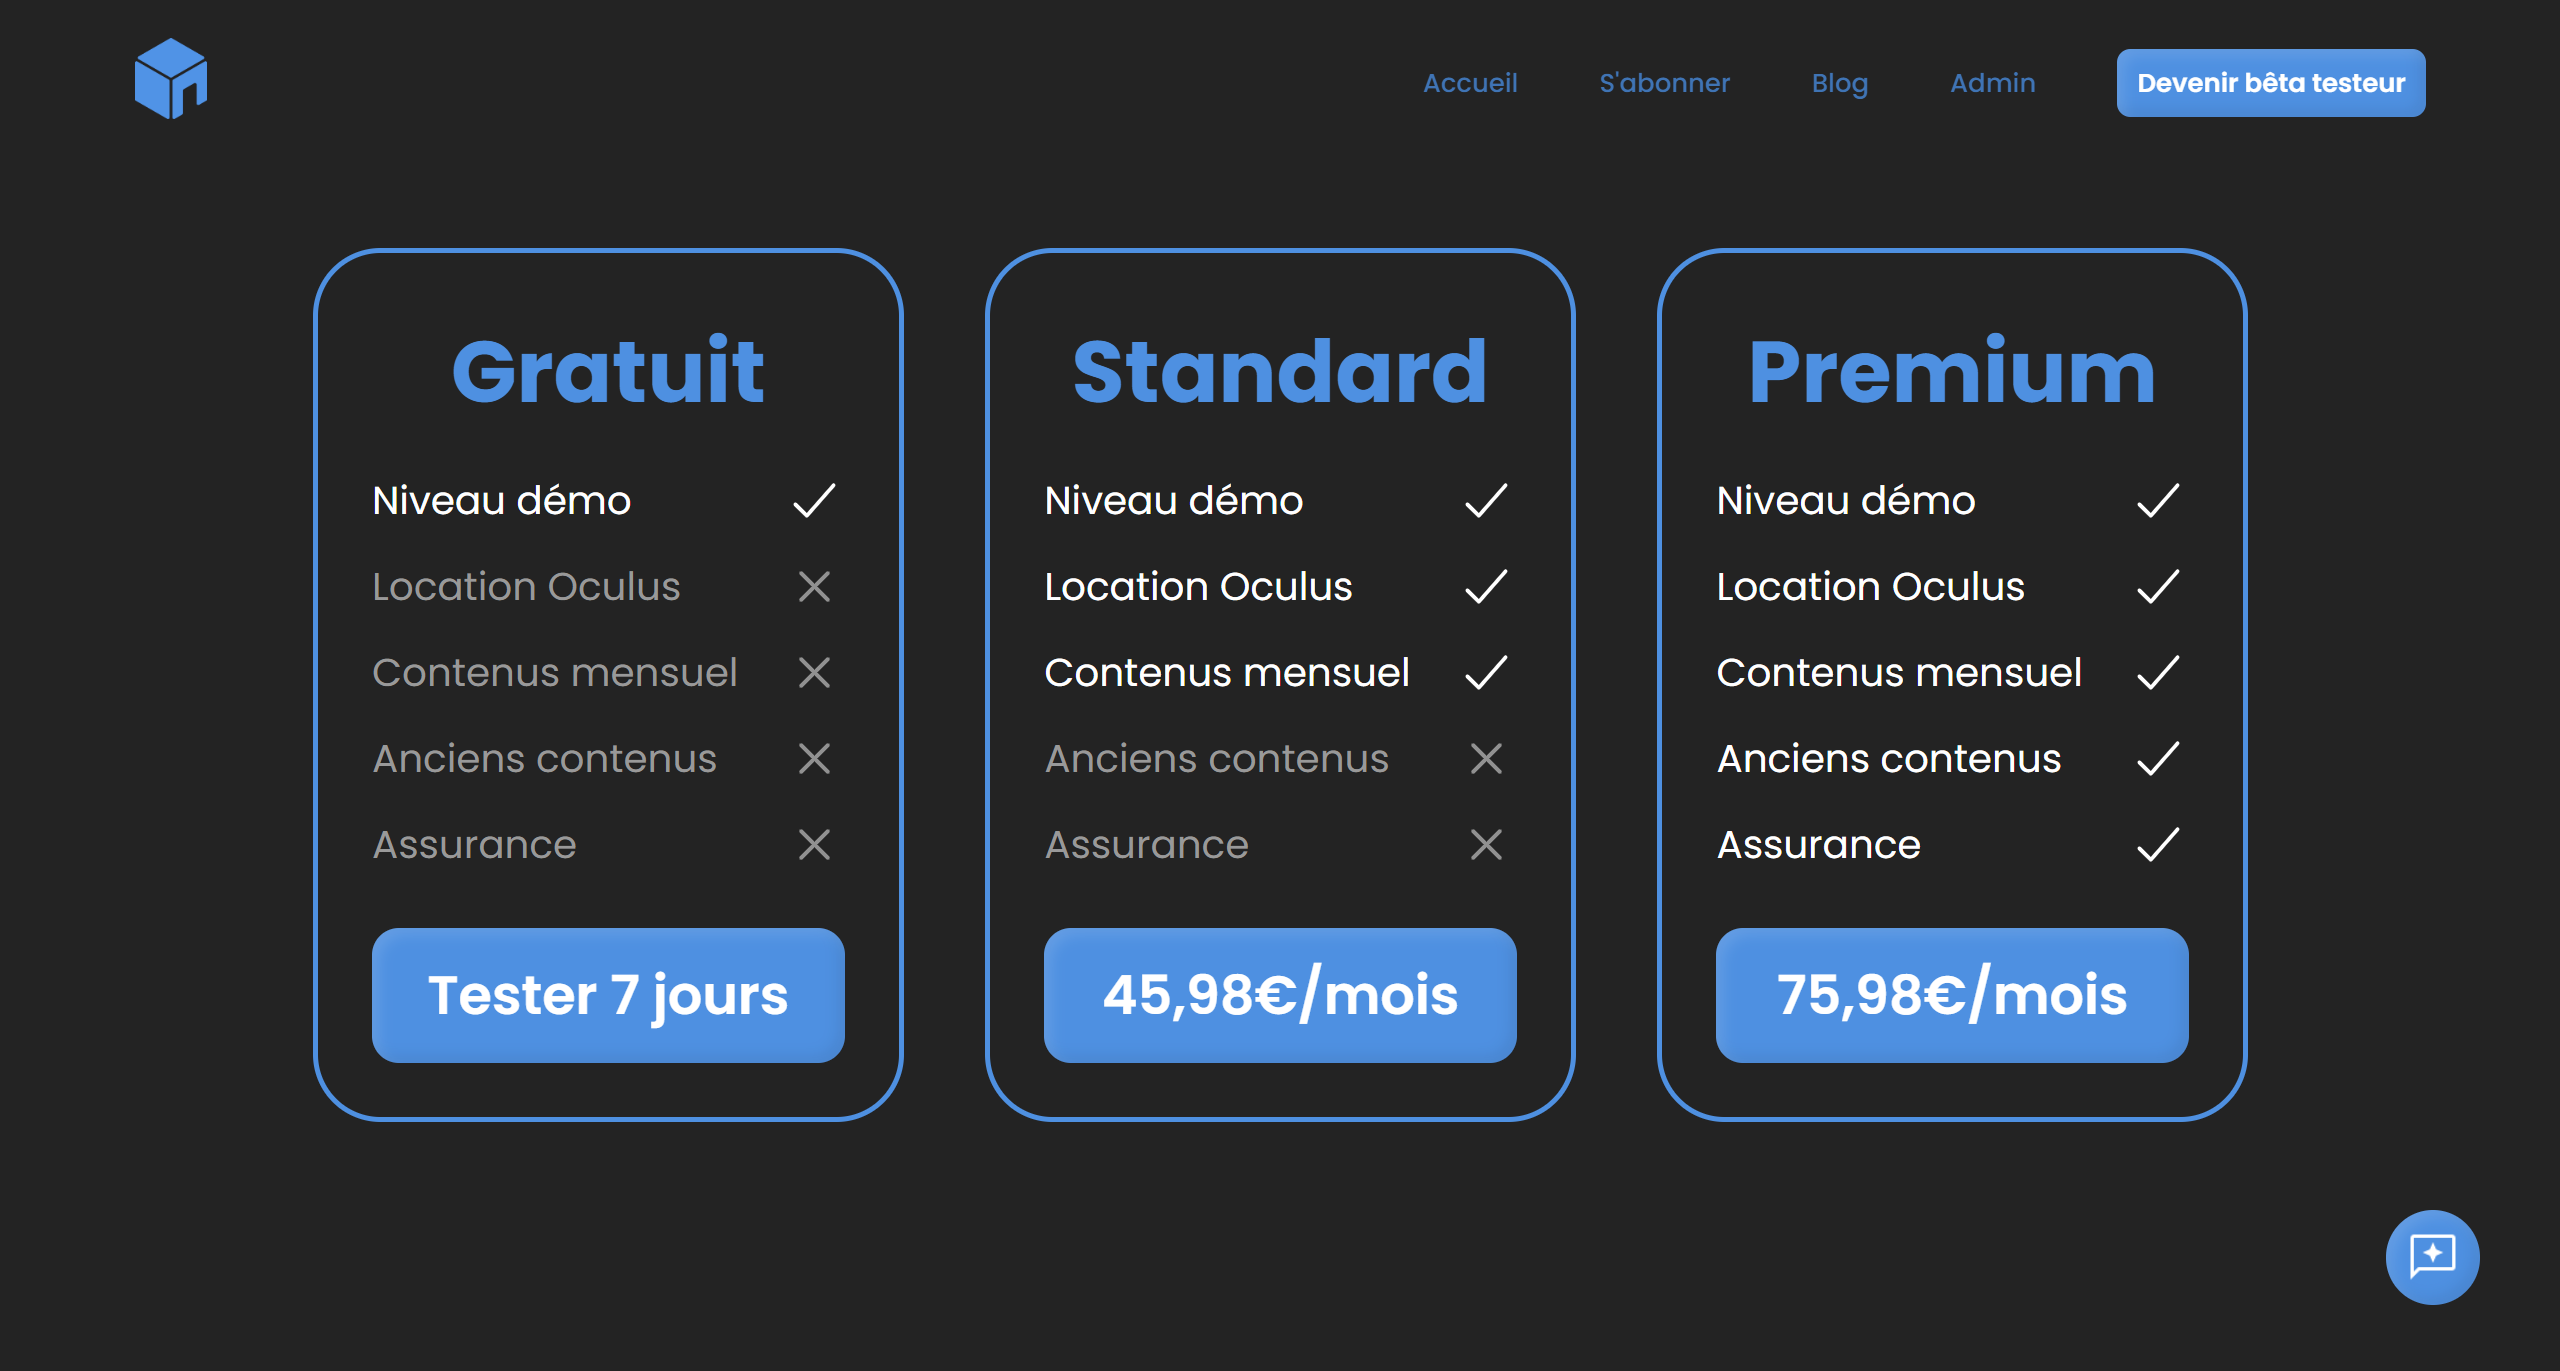 Accueil
S'abonner
Blog
Admin
Devenir bêta testeur
Gratuit
Niveau démo
Location Oculus
Contenus mensuel
Anciens contenus
Assurance
Tester 7 jours
Standard
Niveau démo
Location Oculus
Contenus mensuel
Anciens contenus
Assurance
45,98€/mois
Premium
Niveau démo
Location Oculus
Contenus mensuel
Anciens contenus
Assurance
75,98€/mois